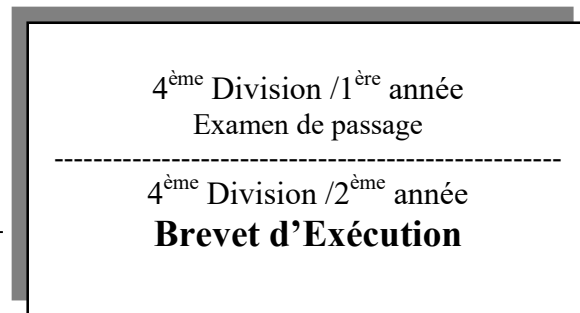 4ème Division /1ère année
Examen de passage
----------------------------------------------------
4ème Division /2ème année
Brevet d’Exécution